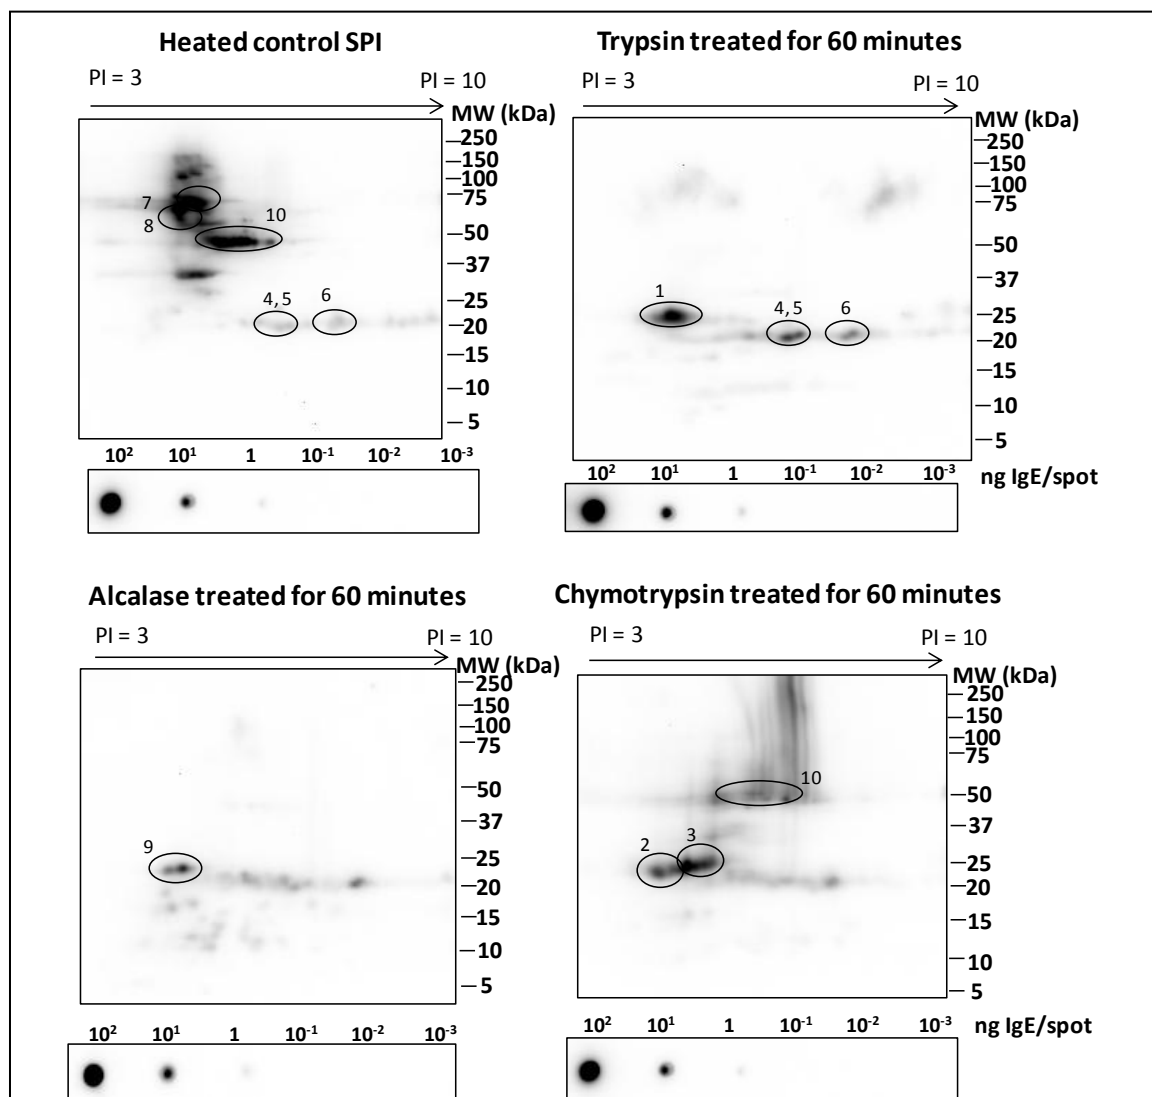 Heated control SPI
PI = 3
PI = 10
MW (kDa)
250
150
100
75
50
37
25
20
15
10
5
7
8
10
4, 5
6
10² 10¹ 1 10⁻¹ 10⁻² 10⁻³
Trypsin treated for 60 minutes
PI = 3
PI = 10
MW (kDa)
250
150
100
75
50
37
25
20
15
10
5
1
4, 5
6
10² 10¹ 1 10⁻¹ 10⁻² 10⁻³
ng IgE/spot
Alcalase treated for 60 minutes
PI = 3
PI = 10
MW (kDa)
250
150
100
75
50
37
25
20
15
10
5
9
10² 10¹ 1 10⁻¹ 10⁻² 10⁻³
Chymotrypsin treated for 60 minutes
PI = 3
PI = 10
MW (kDa)
250
150
100
75
50
37
25
20
15
10
5
10
2
3
10² 10¹ 1 10⁻¹ 10⁻² 10⁻³
ng IgE/spot